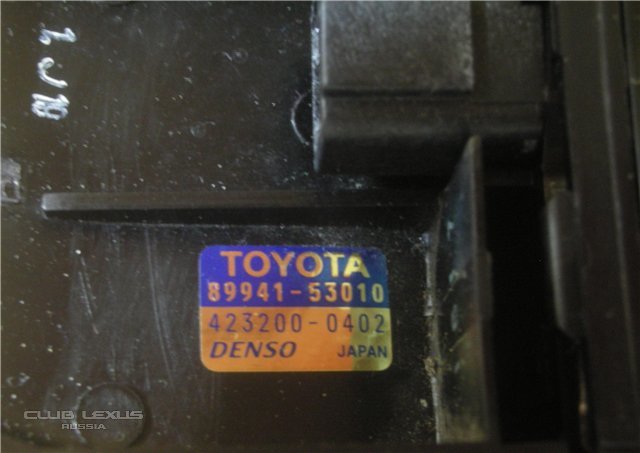 TOYOTA
89941-53010
423200-0402
DENSO JAPAN
CLUB LEXUS
RUSSIA